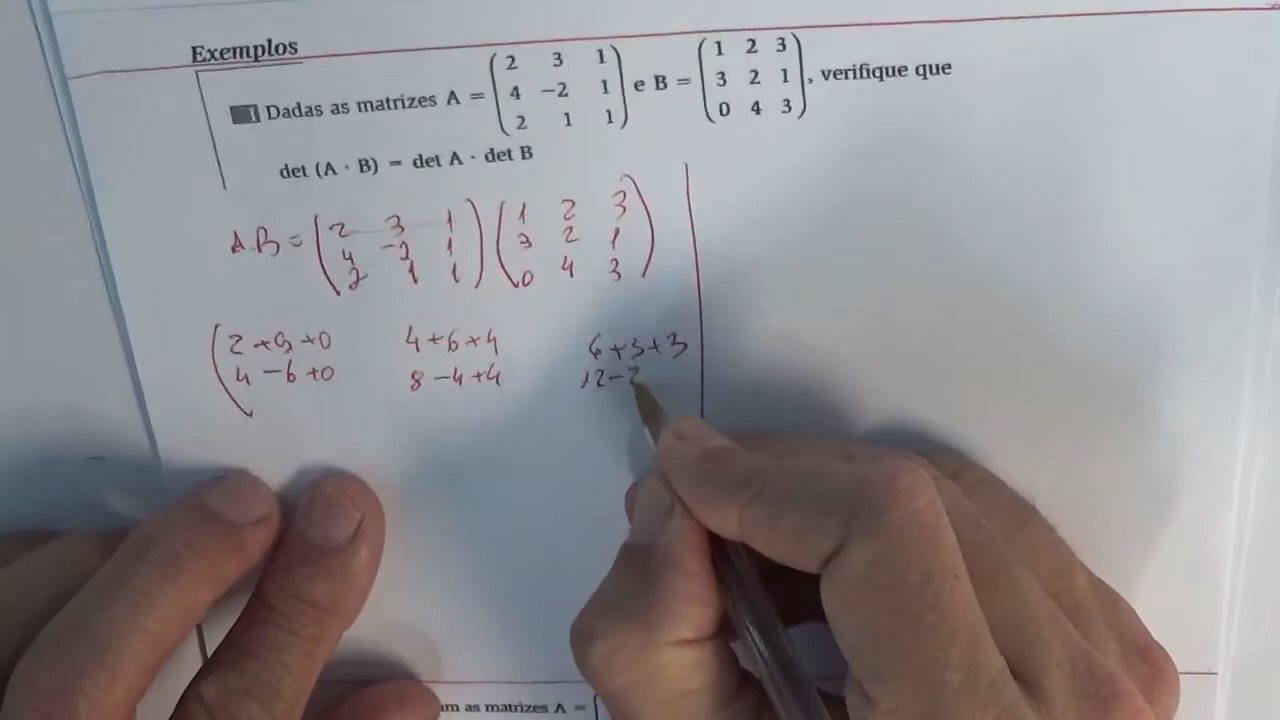 Exemplos
1 Dadas as matrizes A = ( 2 3 1 ) e B = ( 1 2 3 ), verifique que
4 -2 1 3 2 1
2 1 1 0 4 3
det (A · B) = det A · det B
A.B = ( 2 3 1 ) ( 1 2 3 )
4 -2 1 3 2 1
2 1 1 0 4 3
( 2 + 9 + 0 4 + 6 + 4 6 + 3 + 3
4 - 6 + 0 8 - 4 + 4 12 - 2
am as matrizes A =